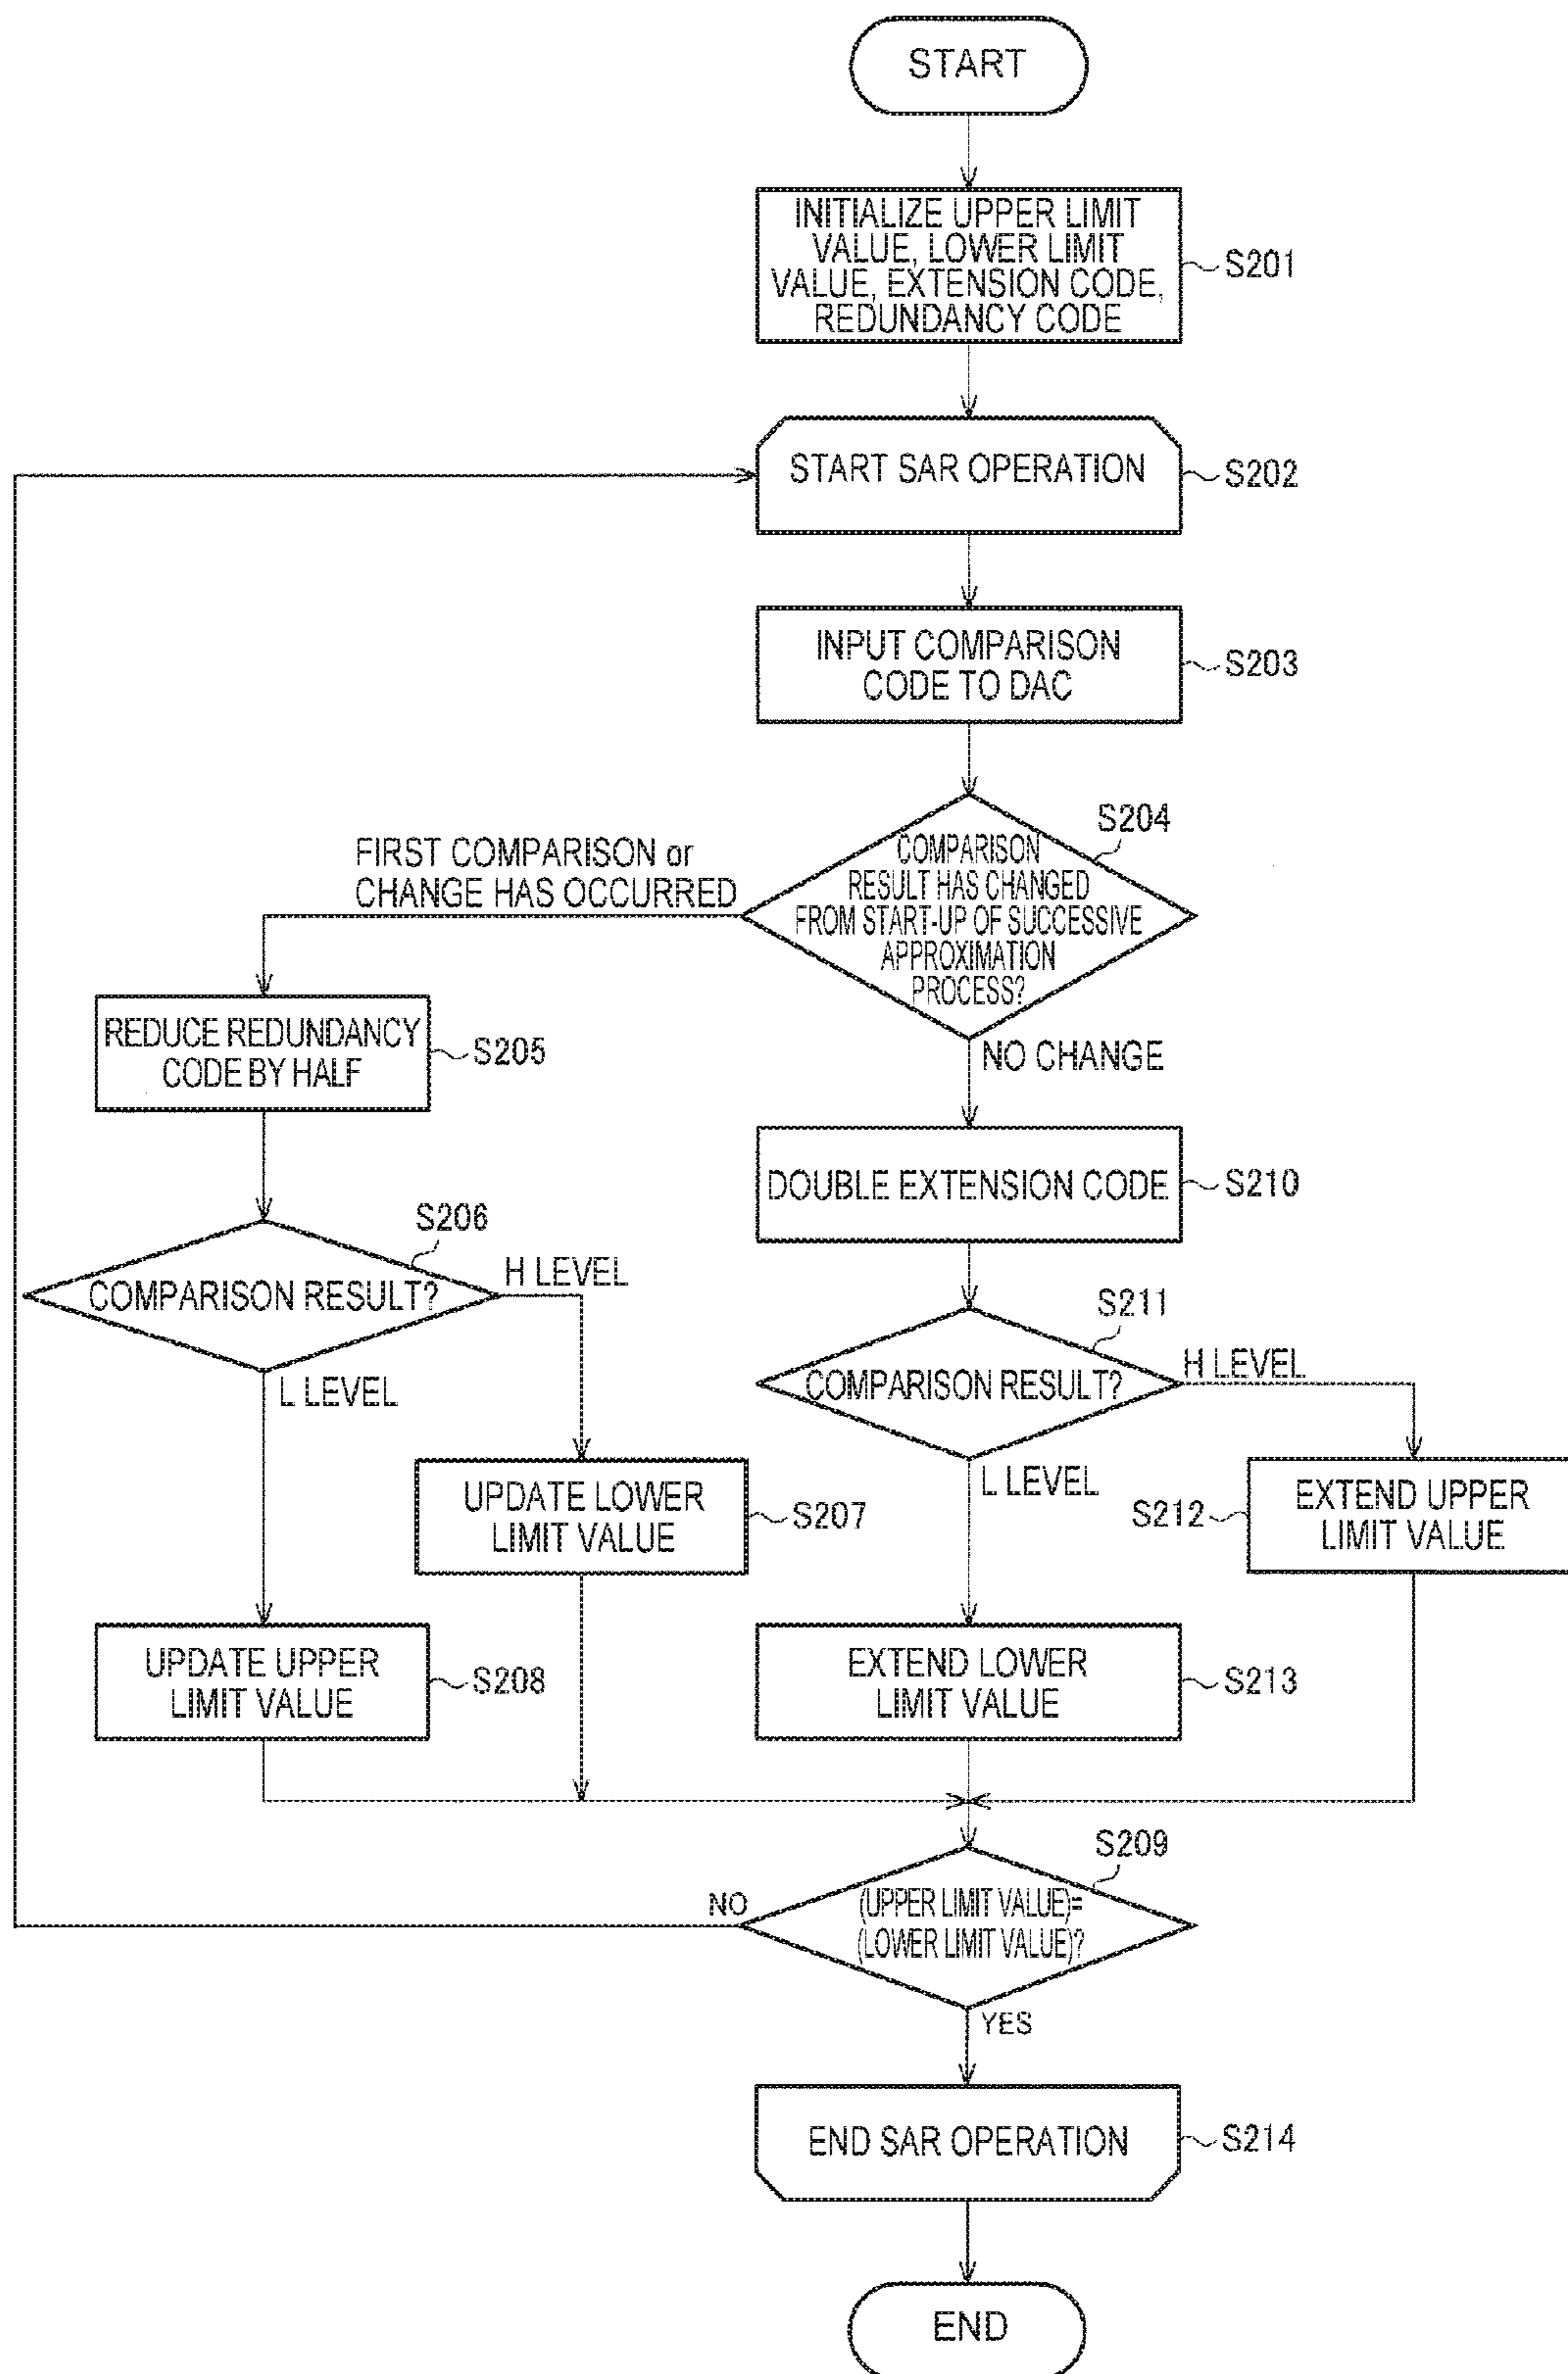 START
INITIALIZE UPPER LIMIT
VALUE, LOWER LIMIT
VALUE, EXTENSION CODE,
REDUNDANCY CODE
S201
START SAR OPERATION
S202
INPUT COMPARISON
CODE TO DAC
S203
S204
COMPARISON
RESULT HAS CHANGED
FROM START-UP OF SUCCESSIVE
APPROXIMATION
PROCESS?
FIRST COMPARISON or
CHANGE HAS OCCURRED
NO CHANGE
REDUCE REDUNDANCY
CODE BY HALF
S205
DOUBLE EXTENSION CODE
S210
S206
COMPARISON RESULT?
H LEVEL
L LEVEL
S211
COMPARISON RESULT?
H LEVEL
L LEVEL
UPDATE LOWER
LIMIT VALUE
S207
S212
EXTEND UPPER
LIMIT VALUE
UPDATE UPPER
LIMIT VALUE
S208
EXTEND LOWER
LIMIT VALUE
S213
S209
(UPPER LIMIT VALUE)=
(LOWER LIMIT VALUE)?
NO
YES
END SAR OPERATION
S214
END